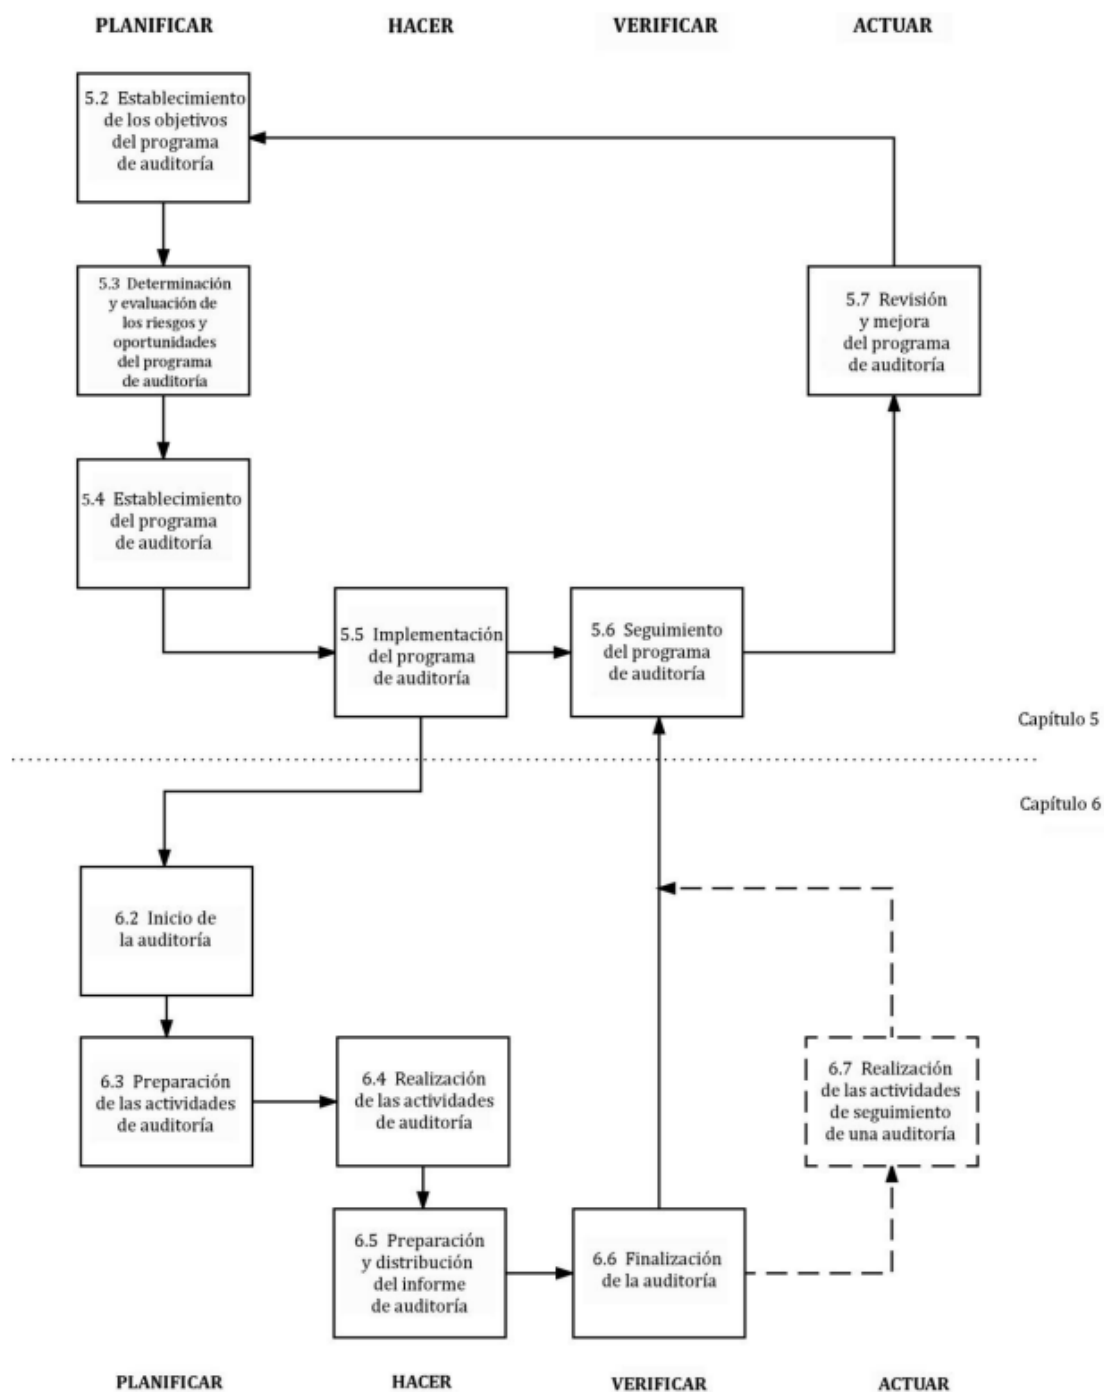 PLANIFICAR
HACER
VERIFICAR
ACTUAR
5.2 Establecimiento
de los objetivos
del programa
de auditoría
5.3 Determinación
y evaluación de
los riesgos y
oportunidades
del programa
de auditoría
5.7 Revisión
y mejora
del programa
de auditoría
5.4 Establecimiento
del programa
de auditoría
5.5 Implementación
del programa
de auditoría
5.6 Seguimiento
del programa
de auditoría
Capítulo 5
Capítulo 6
6.2 Inicio de
la auditoría
6.3 Preparación
de las actividades
de auditoría
6.4 Realización
de las actividades
de auditoría
6.7 Realización
de las actividades
de seguimiento
de una auditoría
6.5 Preparación
y distribución
del informe
de auditoría
6.6 Finalización
de la auditoría
PLANIFICAR
HACER
VERIFICAR
ACTUAR